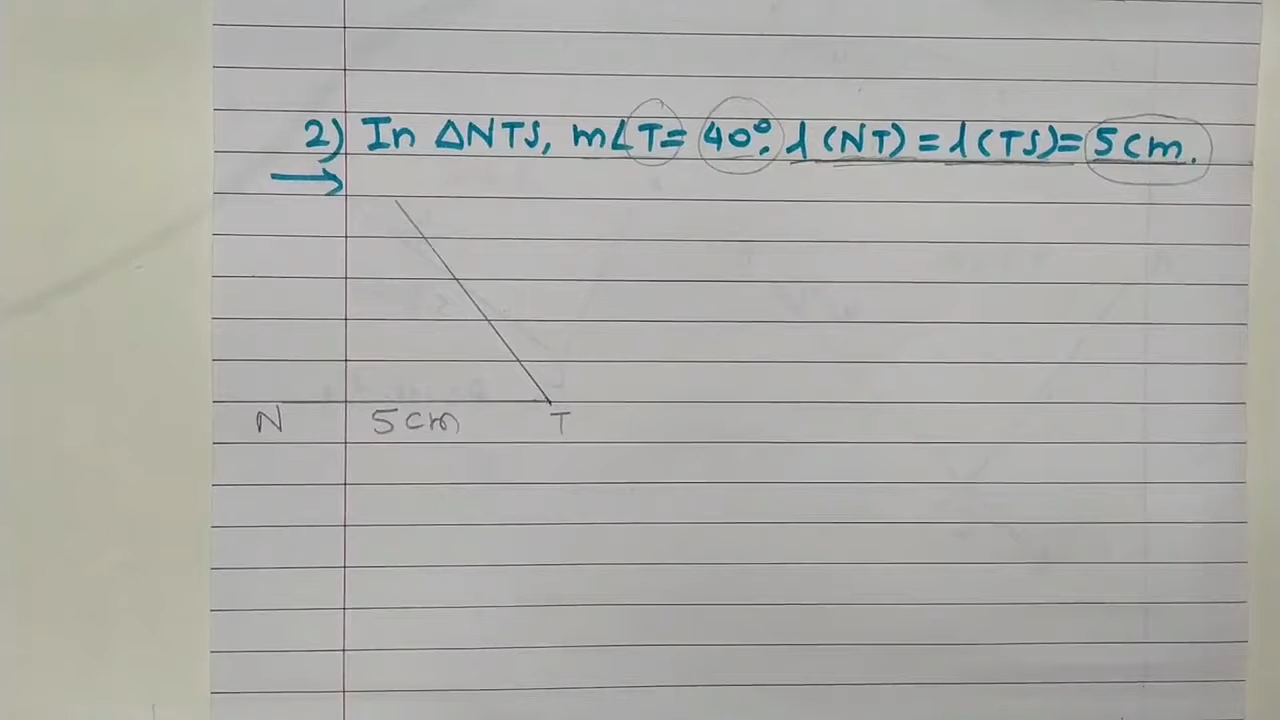 2) In ΔNTS, m∠T= 40°. l(NT) = l(TS)= 5cm.
N 5cm T